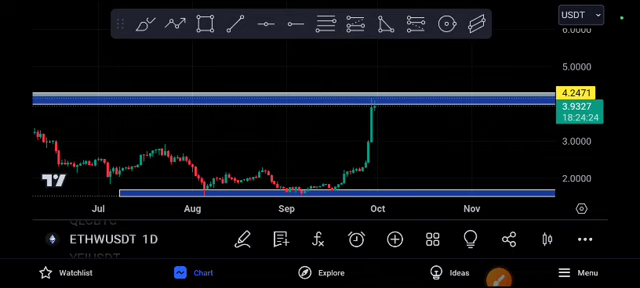 USDT
6.0000
5.0000
4.2471
3.9327
18:24:24
3.0000
2.0000
Jul Aug Sep Oct Nov
ETHWUSDT 1D
Watchlist Chart Explore Ideas Menu